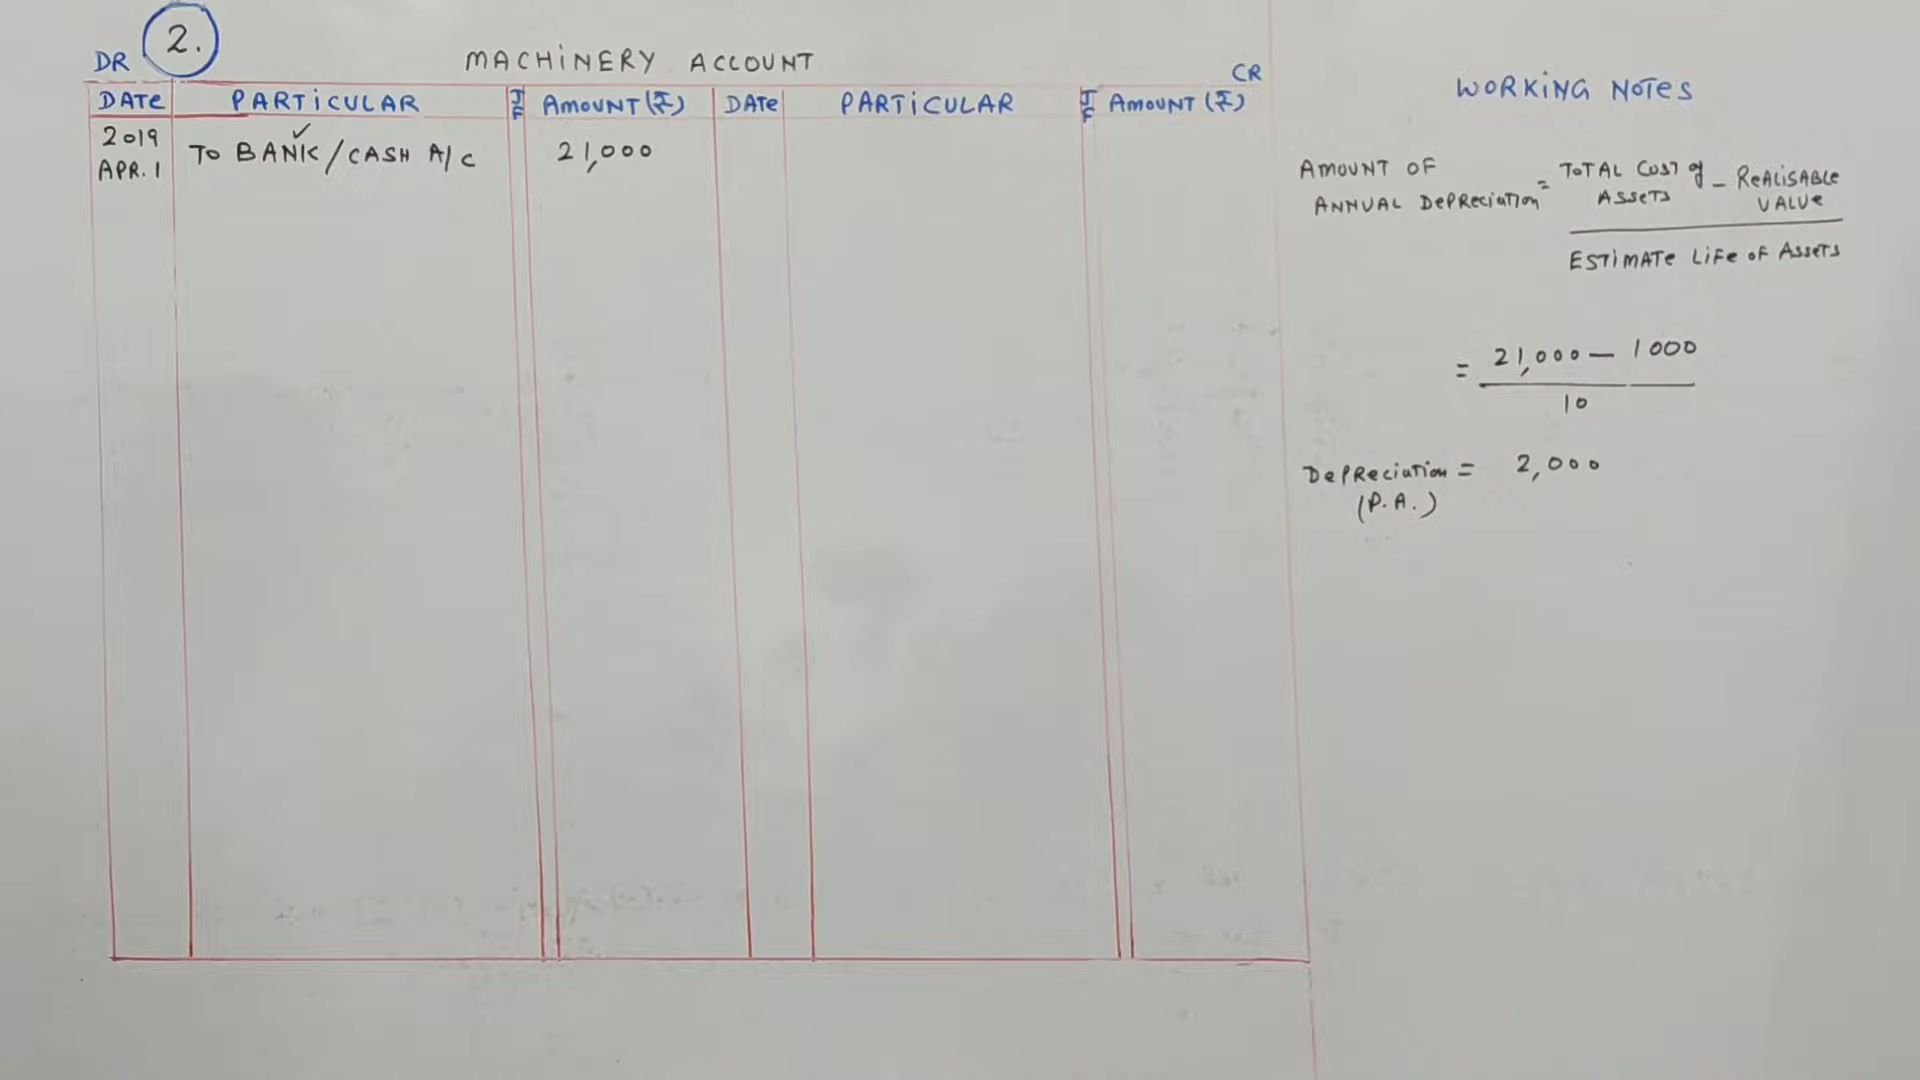 2.
DR MACHINERY ACCOUNT CR
DATE PARTICULAR JF AMOUNT (₹) DATE PARTICULAR JF AMOUNT (₹)
2019
APR. 1 TO BANK/CASH A/C 21,000
WORKING NOTES
AMOUNT OF
ANNUAL DEPRECIATION = TOTAL COST OF ASSETS - REALISABLE VALUE
ESTIMATE LIFE OF ASSETS
= 21,000 - 1000
10
DEPRECIATION = 2,000
(P.A.)